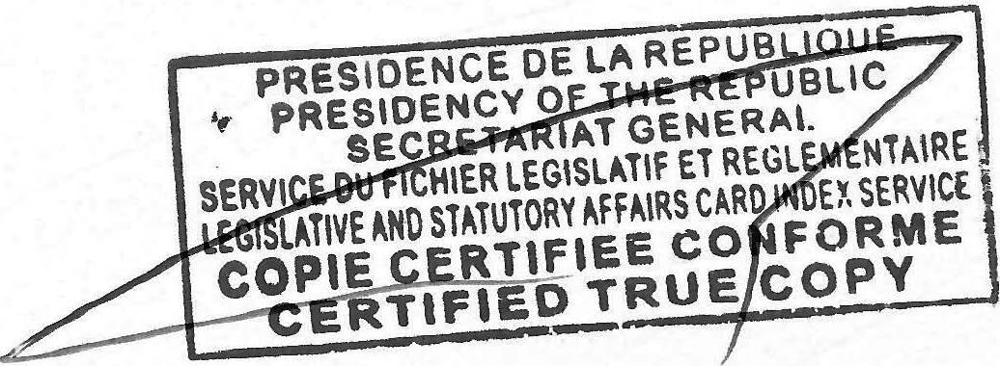 PRESIDENCE DE LA REPUBLIQUE
PRESIDENCY OF THE REPUBLIC
SECRETARIAT GENERAL
SERVICE DU FICHIER LEGISLATIF ET REGLEMENTAIRE
LEGISLATIVE AND STATUTORY AFFAIRS CARD INDEX SERVICE
COPIE CERTIFIEE CONFORME
CERTIFIED TRUE COPY